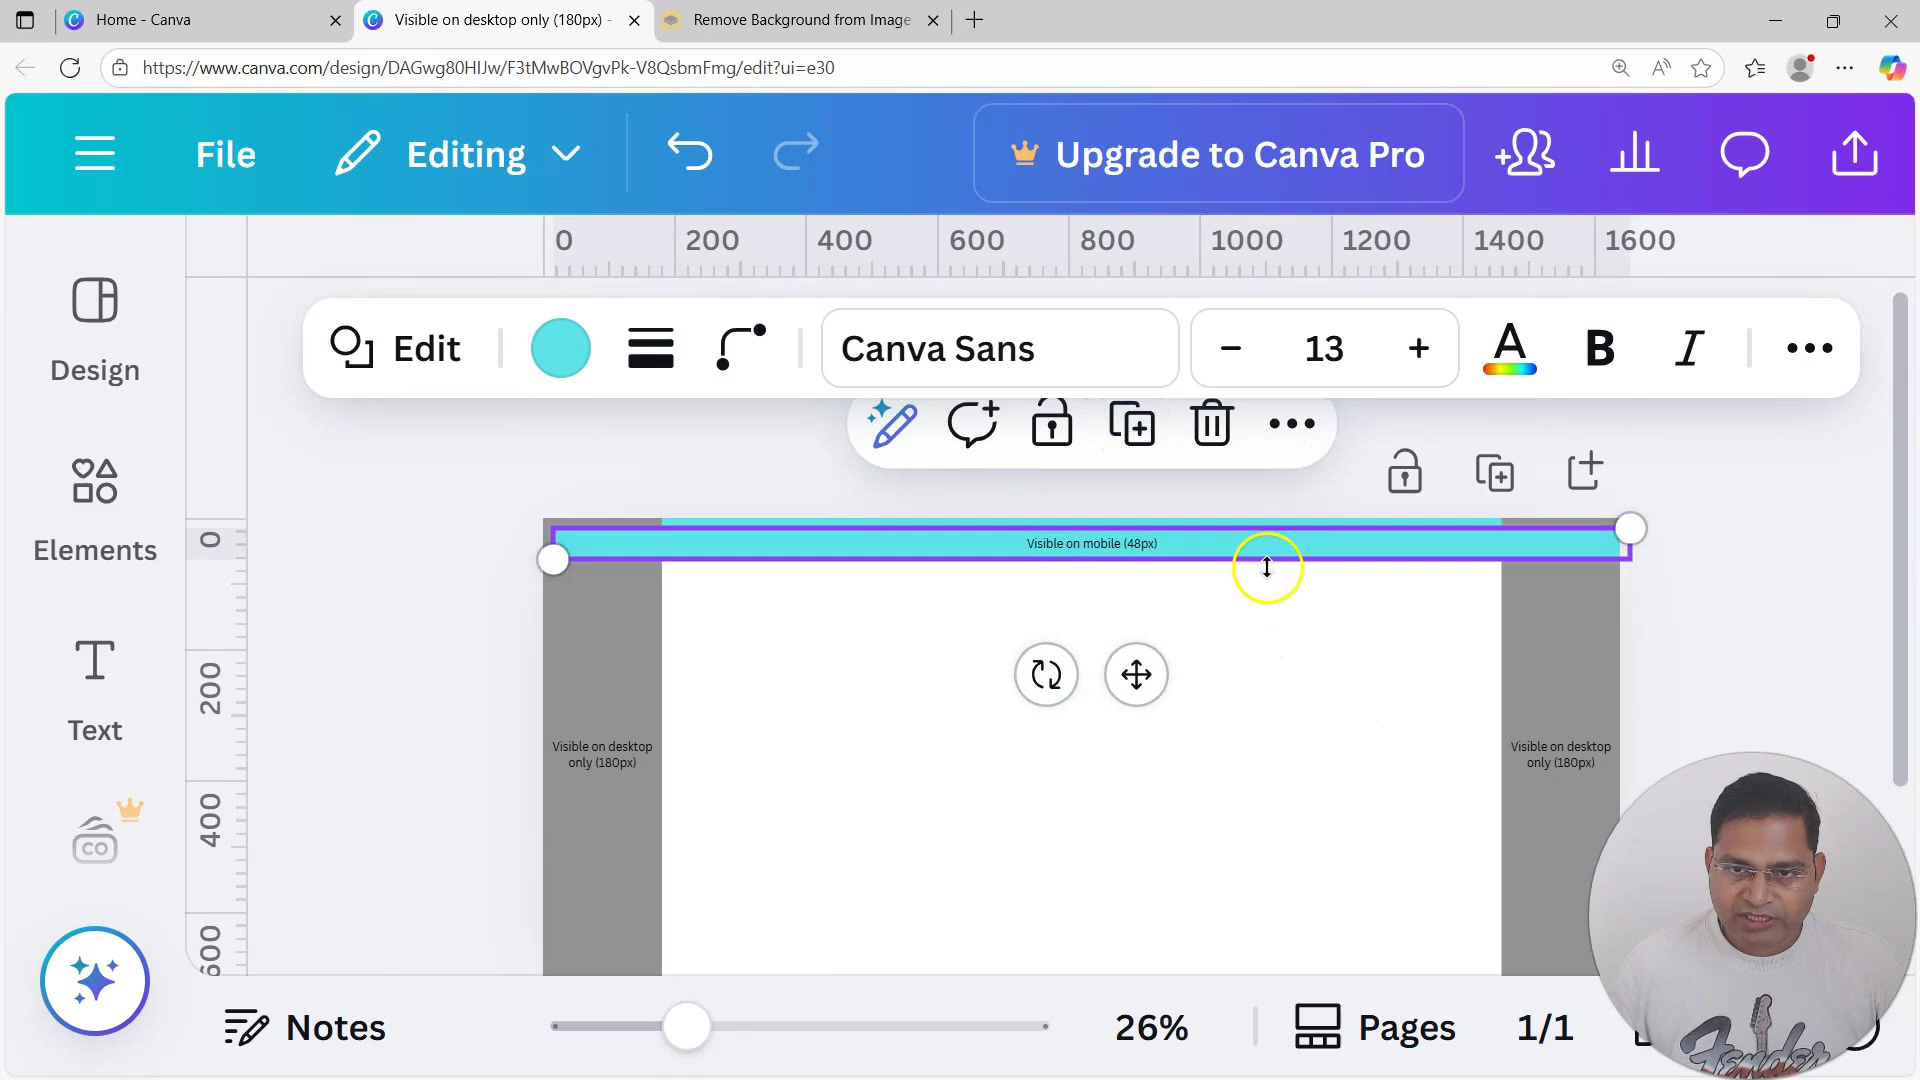 Home - Canva
Visible on desktop only (180px) -
Remove Background from Image
https://www.canva.com/design/DAGwg80HIJw/F3tMwBOVgvPk-V8QsbmFmg/edit?ui=e30
File
Editing
Upgrade to Canva Pro
0 200 400 600 800 1000 1200 1400 1600
Edit
Canva Sans
- 13 +
A
B
I
Design
Elements
Text
CO
0
200
400
600
Visible on mobile (48px)
Visible on desktop
only (180px)
Visible on desktop
only (180px)
Notes
26%
Pages
1/1
Fender